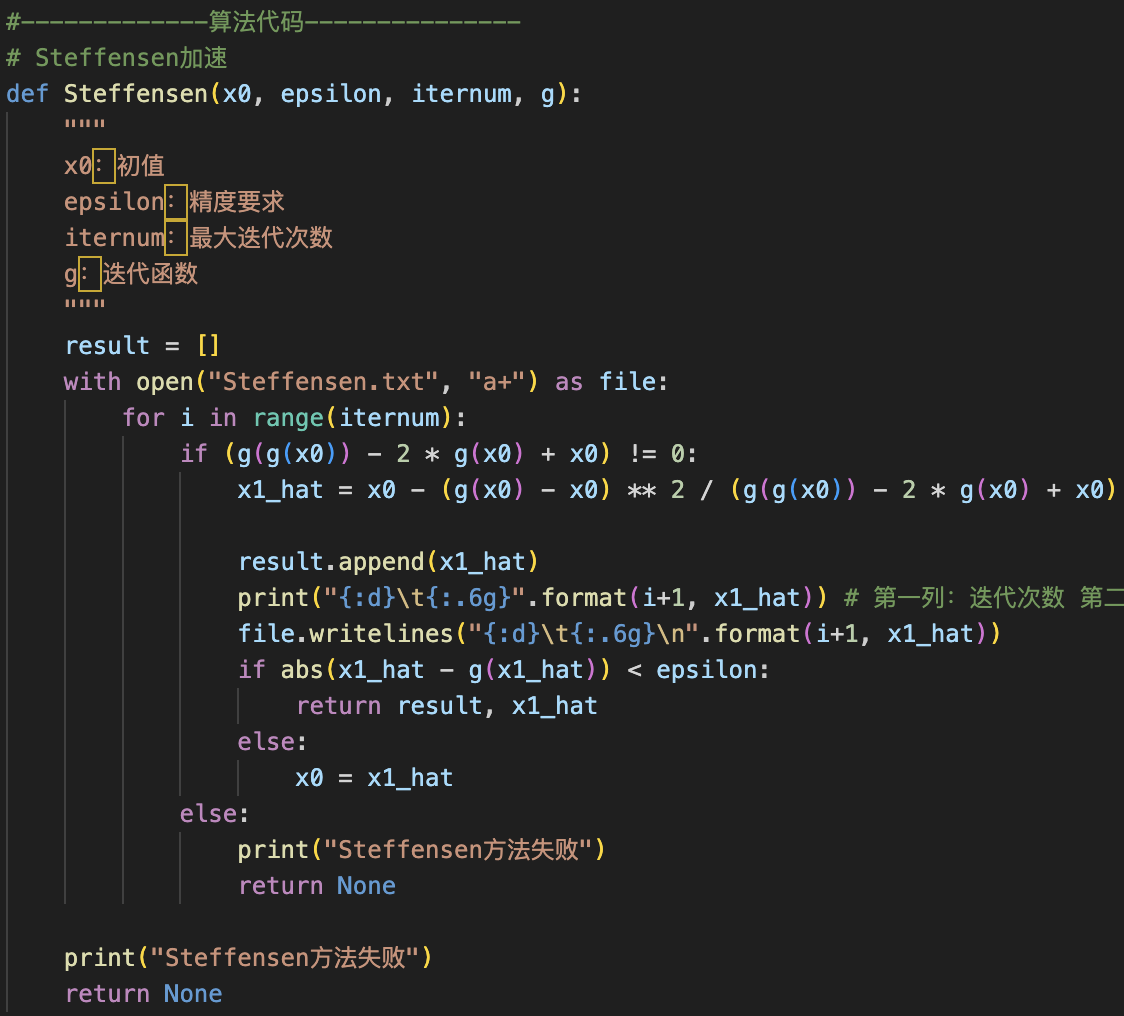 #-------------算法代码---------------
# Steffensen加速
def Steffensen(x0, epsilon, iternum, g):
    """
    x0：初值
    epsilon：精度要求
    iternum：最大迭代次数
    g：迭代函数
    """
    result = []
    with open("Steffensen.txt", "a+") as file:
        for i in range(iternum):
            if (g(g(x0)) - 2 * g(x0) + x0) != 0:
                x1_hat = x0 - (g(x0) - x0) ** 2 / (g(g(x0)) - 2 * g(x0) + x0)
                result.append(x1_hat)
                print("{:d}\t{:.6g}".format(i+1, x1_hat)) # 第一列：迭代次数 第二
                file.writelines("{:d}\t{:.6g}\n".format(i+1, x1_hat))
                if abs(x1_hat - g(x1_hat)) < epsilon:
                    return result, x1_hat
                else:
                    x0 = x1_hat
            else:
                print("Steffensen方法失败")
                return None
    print("Steffensen方法失败")
    return None